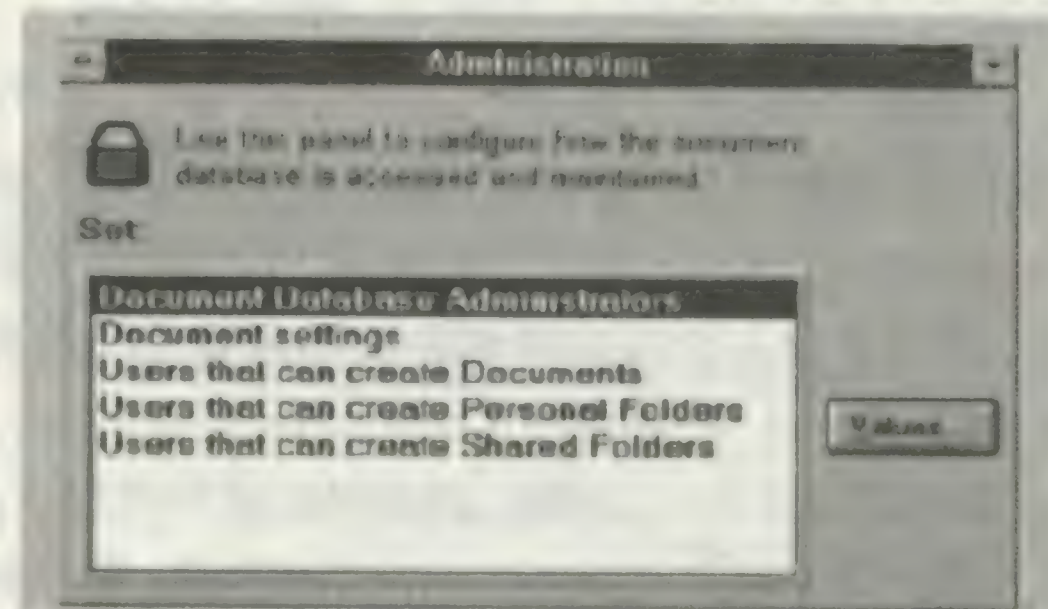 Administration
Use this panel to configure how the document
database is accessed and maintained.
Set
Document Database Administrators
Document settings
Users that can create Documents
Users that can create Personal Folders
Users that can create Shared Folders
Values...